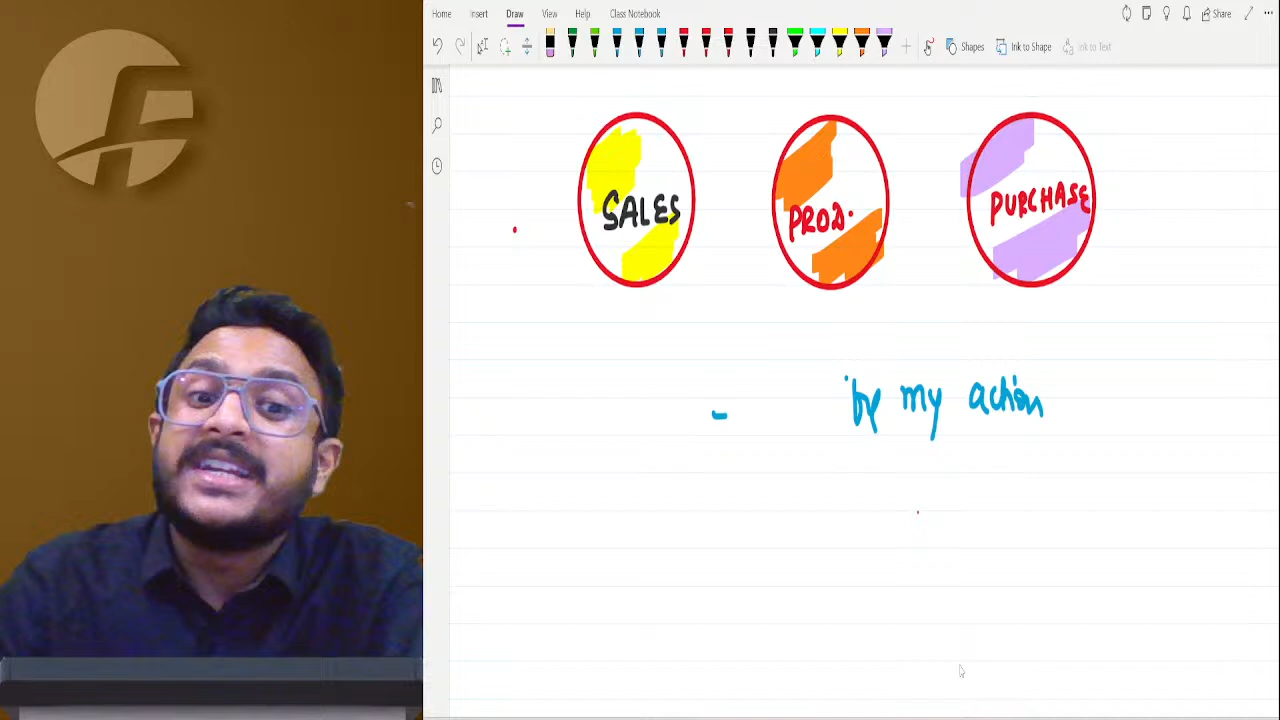 Home Insert Draw View Help Class Notebook Share
Shapes Ink to Shape Ink to Text
SALES PROD. PURCHASE
by my action